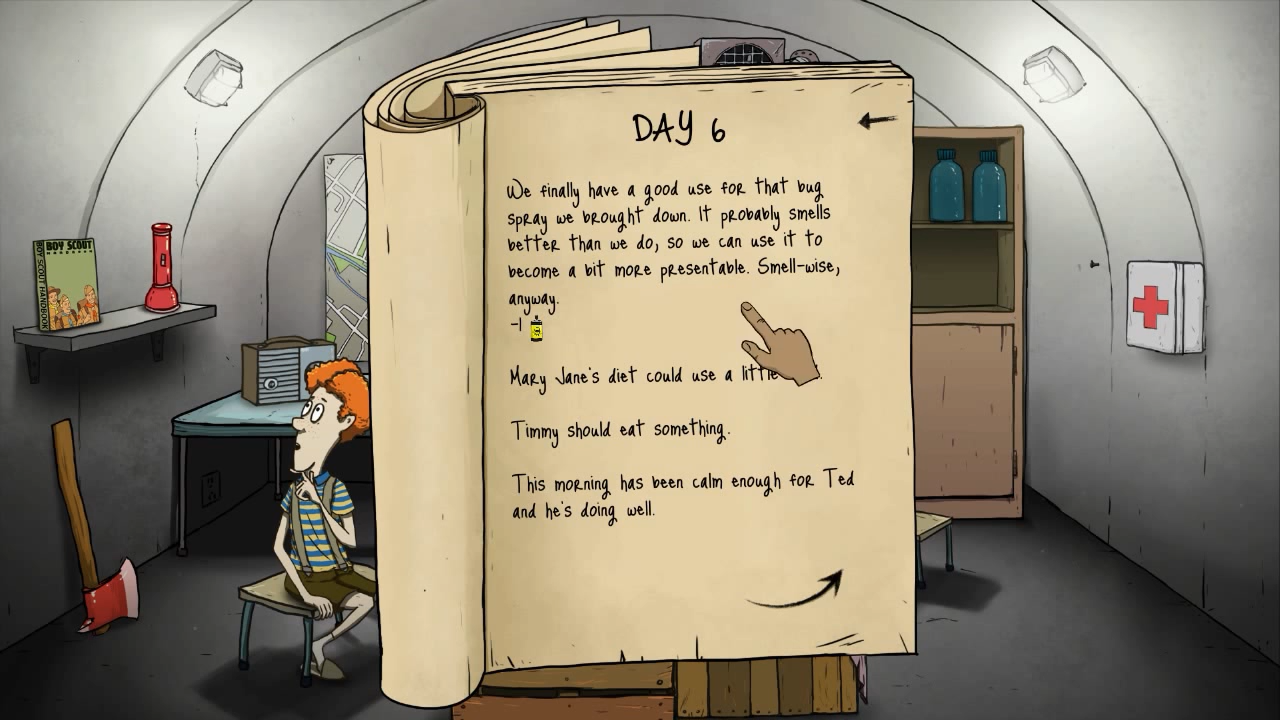 DAY 6
We finally have a good use for that bug
spray we brought down. It probably smells
better than we do, so we can use it to
become a bit more presentable. Smell-wise,
anyway.
-1
Mary Jane's diet could use a little
Timmy should eat something.
This morning has been calm enough for Ted
and he's doing well.
BOY SCOUT
BOY SCOUT HANDBOOK